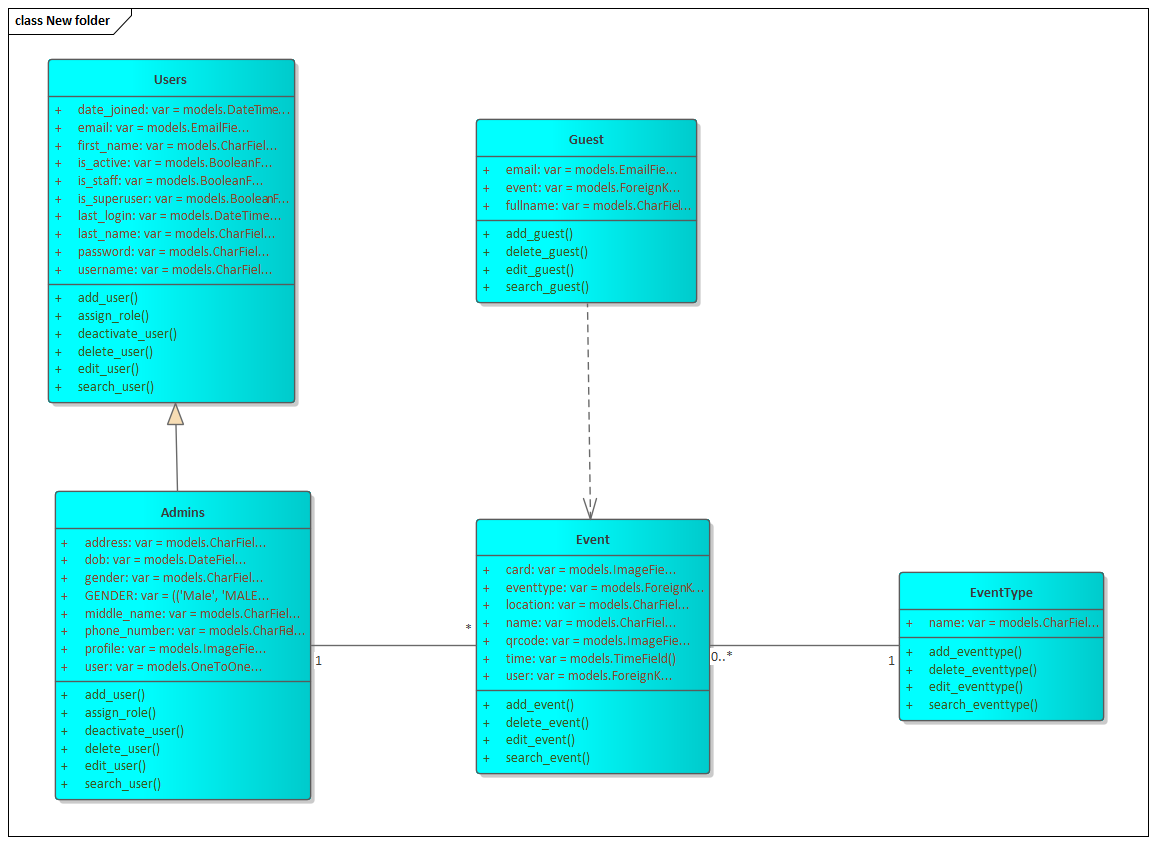 class New folder
Users
+ date_joined: var = models.DateTime...
+ email: var = models.EmailFie...
+ first_name: var = models.CharFiel...
+ is_active: var = models.BooleanF...
+ is_staff: var = models.BooleanF...
+ is_superuser: var = models.BooleanF...
+ last_login: var = models.DateTime...
+ last_name: var = models.CharFiel...
+ password: var = models.CharFiel...
+ username: var = models.CharFiel...
+ add_user()
+ assign_role()
+ deactivate_user()
+ delete_user()
+ edit_user()
+ search_user()
Guest
+ email: var = models.EmailFie...
+ event: var = models.ForeignK...
+ fullname: var = models.CharFiel...
+ add_guest()
+ delete_guest()
+ edit_guest()
+ search_guest()
Admins
+ address: var = models.CharFiel...
+ dob: var = models.DateFiel...
+ gender: var = models.CharFiel...
+ GENDER: var = (('Male', 'MALE...
+ middle_name: var = models.CharFiel...
+ phone_number: var = models.CharFiel...
+ profile: var = models.ImageFie...
+ user: var = models.OneToOne...
+ add_user()
+ assign_role()
+ deactivate_user()
+ delete_user()
+ edit_user()
+ search_user()
1
*
Event
+ card: var = models.ImageFie...
+ eventtype: var = models.ForeignK...
+ location: var = models.CharFiel...
+ name: var = models.CharFiel...
+ qrcode: var = models.ImageFie...
+ time: var = models.TimeField()
+ user: var = models.ForeignK...
+ add_event()
+ delete_event()
+ edit_event()
+ search_event()
0..*
1
EventType
+ name: var = models.CharFiel...
+ add_eventtype()
+ delete_eventtype()
+ edit_eventtype()
+ search_eventtype()